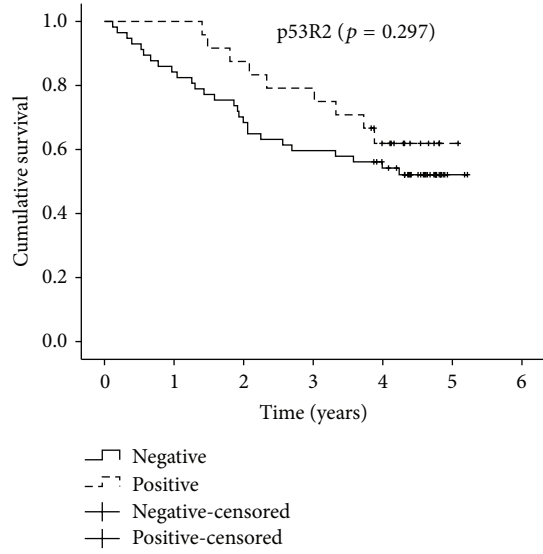 p53R2 (p = 0.297)
1.0
0.8
0.6
0.4
0.2
0.0
Cumulative survival
0 1 2 3 4 5 6
Time (years)
Negative
Positive
Negative-censored
Positive-censored